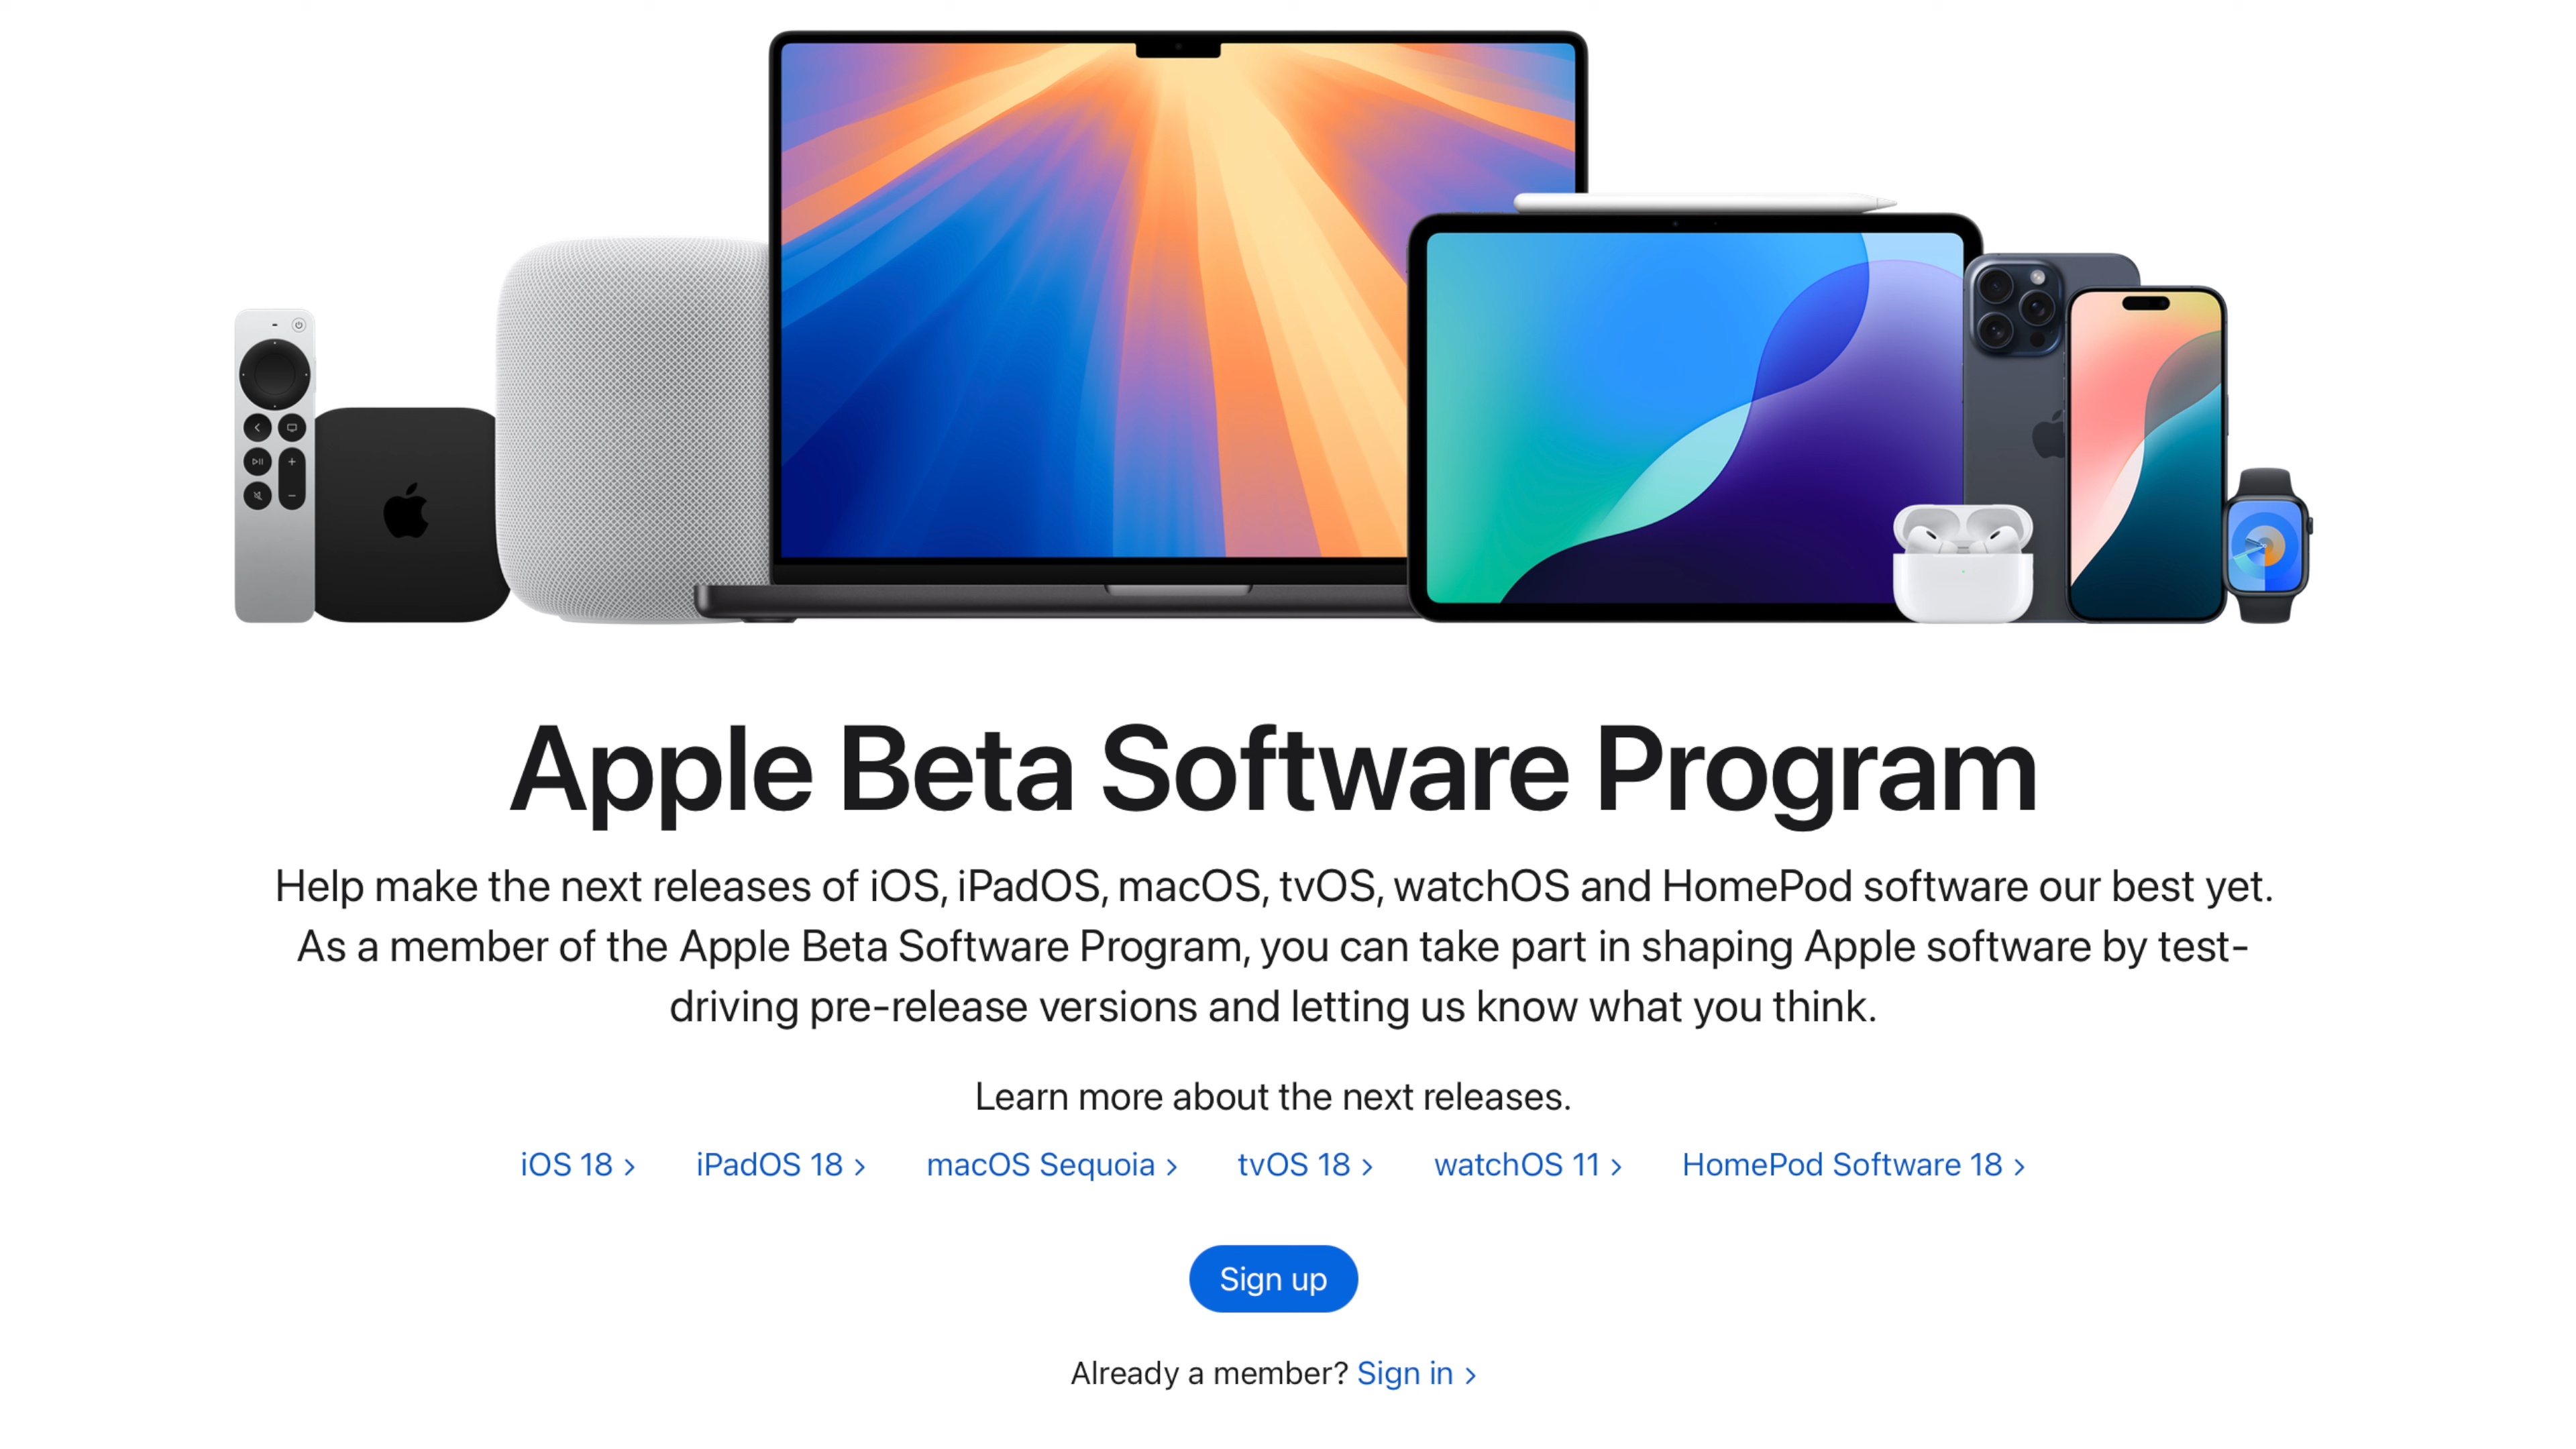 Apple Beta Software Program
Help make the next releases of iOS, iPadOS, macOS, tvOS, watchOS and HomePod software our best yet.
As a member of the Apple Beta Software Program, you can take part in shaping Apple software by test-
driving pre-release versions and letting us know what you think.
Learn more about the next releases.
iOS 18 > iPadOS 18 > macOS Sequoia > tvOS 18 > watchOS 11 > HomePod Software 18 >
Sign up
Already a member? Sign in >